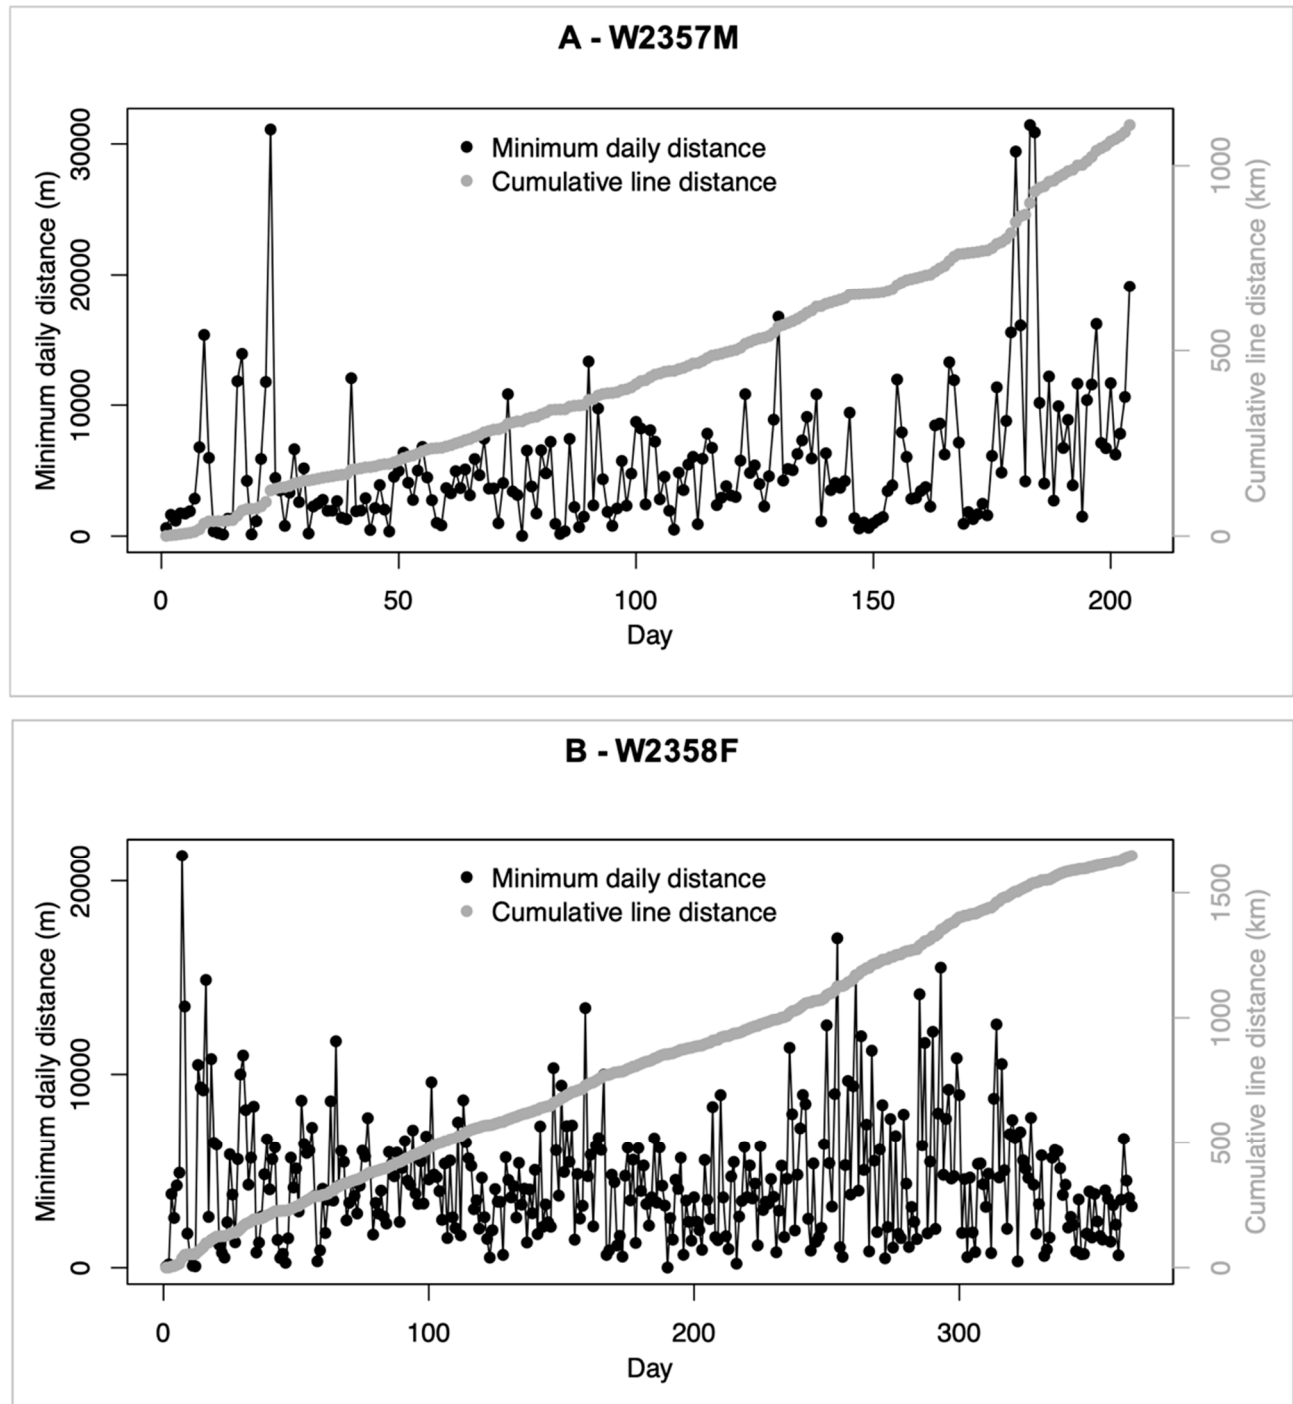 A - W2357M
Minimum daily distance (m)
0
10000
20000
30000
Minimum daily distance
Cumulative line distance
Cumulative line distance (km)
0
500
1000
0
50
100
150
200
Day
B - W2358F
Minimum daily distance (m)
0
10000
20000
Minimum daily distance
Cumulative line distance
Cumulative line distance (km)
0
500
1000
1500
0
100
200
300
Day